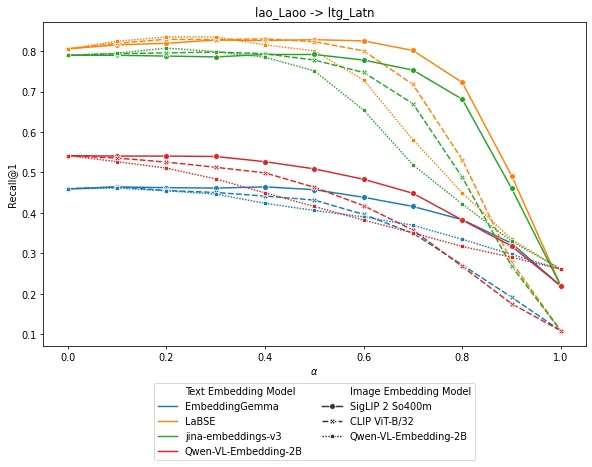 lao_Laoo -> ltg_Latn
Recall@1
0.8
0.7
0.6
0.5
0.4
0.3
0.2
0.1
0.0
0.2
0.4
0.6
0.8
1.0
α
Text Embedding Model
EmbeddingGemma
LaBSE
jina-embeddings-v3
Qwen-VL-Embedding-2B
Image Embedding Model
SigLIP 2 So400m
CLIP ViT-B/32
Qwen-VL-Embedding-2B